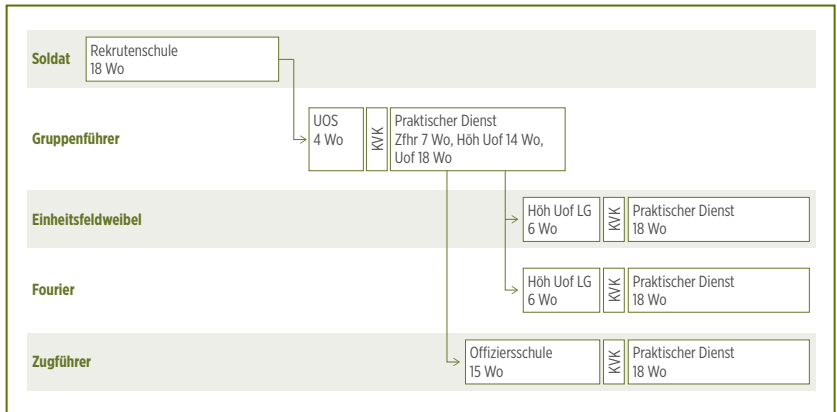 Soldat
Rekrutenschule
18 Wo
Gruppenführer
UOS
4 Wo
KVK
Praktischer Dienst
Zfhr 7 Wo, Höh Uof 14 Wo,
Uof 18 Wo
Einheitsfeldweibel
Höh Uof LG
6 Wo
KVK
Praktischer Dienst
18 Wo
Fourier
Höh Uof LG
6 Wo
KVK
Praktischer Dienst
18 Wo
Zugführer
Offiziersschule
15 Wo
KVK
Praktischer Dienst
18 Wo